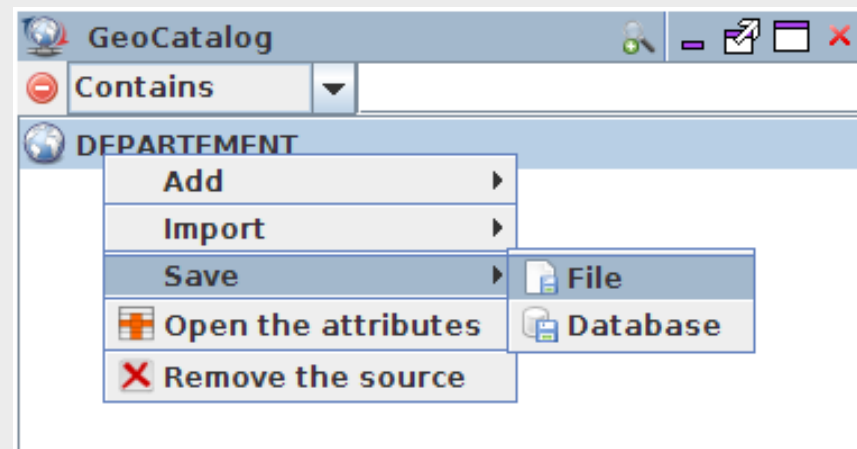 GeoCatalog
Contains
DEPARTEMENT
Add
Import
Save
File
Open the attributes
Database
Remove the source